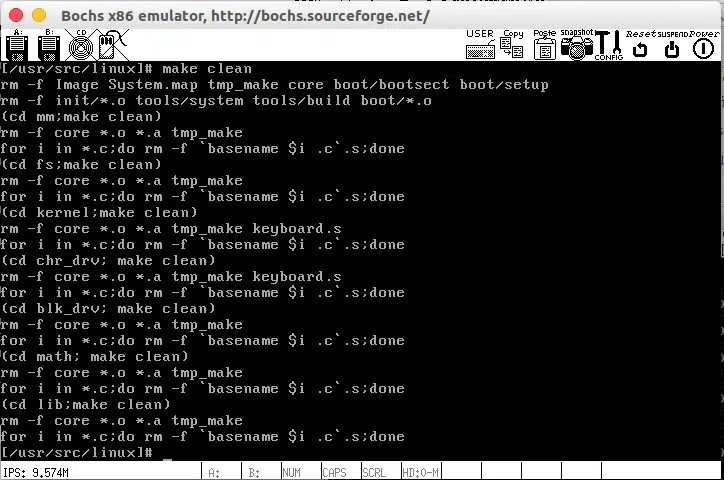 Bochs x86 emulator, http://bochs.sourceforge.net/
A: B: CD USER Copy Paste snapshot CONFIG Reset SUSPEND Power
[/usr/src/linux]# make clean
rm -f Image System.map tmp_make core boot/bootsect boot/setup
rm -f init/*.o tools/system tools/build boot/*.o
(cd mm;make clean)
rm -f core *.o *.a tmp_make
for i in *.c;do rm -f `basename $i .c`.s;done
(cd fs;make clean)
rm -f core *.o *.a tmp_make
for i in *.c;do rm -f `basename $i .c`.s;done
(cd kernel;make clean)
rm -f core *.o *.a tmp_make keyboard.s
for i in *.c;do rm -f `basename $i .c`.s;done
(cd chr_drv; make clean)
rm -f core *.o *.a tmp_make keyboard.s
for i in *.c;do rm -f `basename $i .c`.s;done
(cd blk_drv; make clean)
rm -f core *.o *.a tmp_make
for i in *.c;do rm -f `basename $i .c`.s;done
(cd math; make clean)
rm -f core *.o *.a tmp_make
for i in *.c;do rm -f `basename $i .c`.s;done
(cd lib;make clean)
rm -f core *.o *.a tmp_make
for i in *.c;do rm -f `basename $i .c`.s;done
[/usr/src/linux]# _
IPS: 9.574M A: B: NUM CAPS SCRL HD:0-M